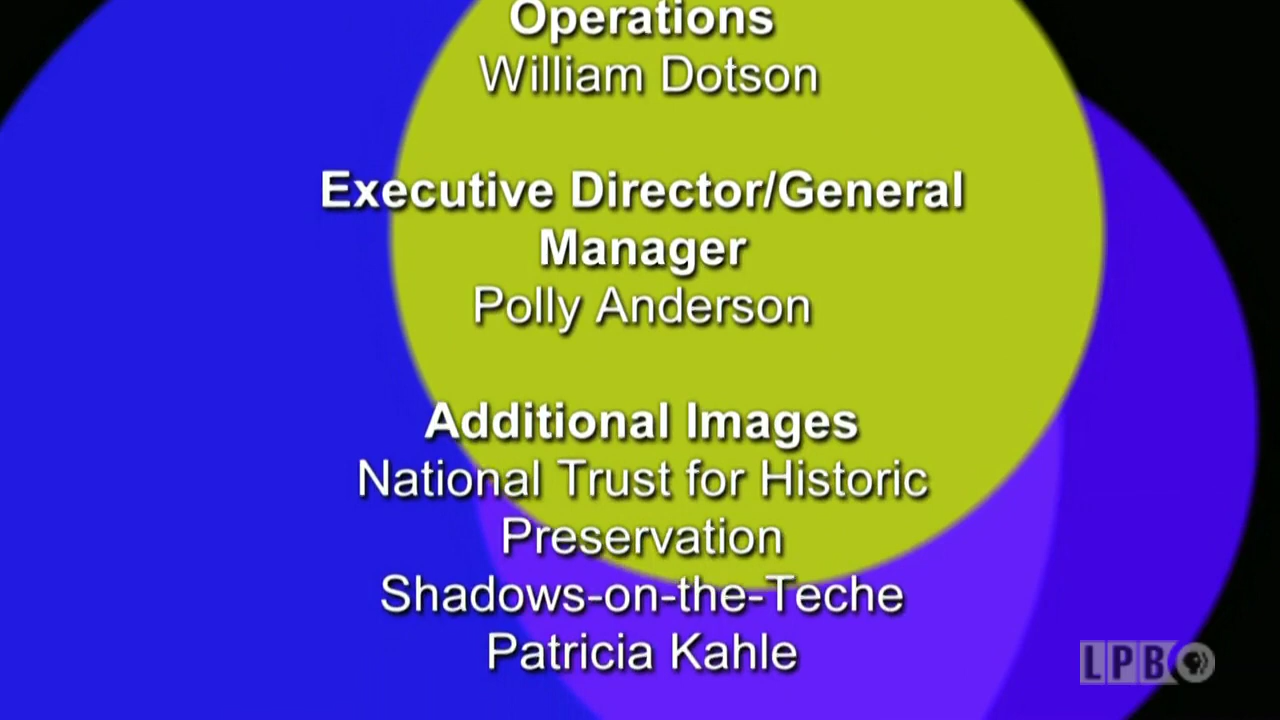 Operations
William Dotson
Executive Director/General
Manager
Polly Anderson
Additional Images
National Trust for Historic
Preservation
Shadows-on-the-Teche
Patricia Kahle
LPB